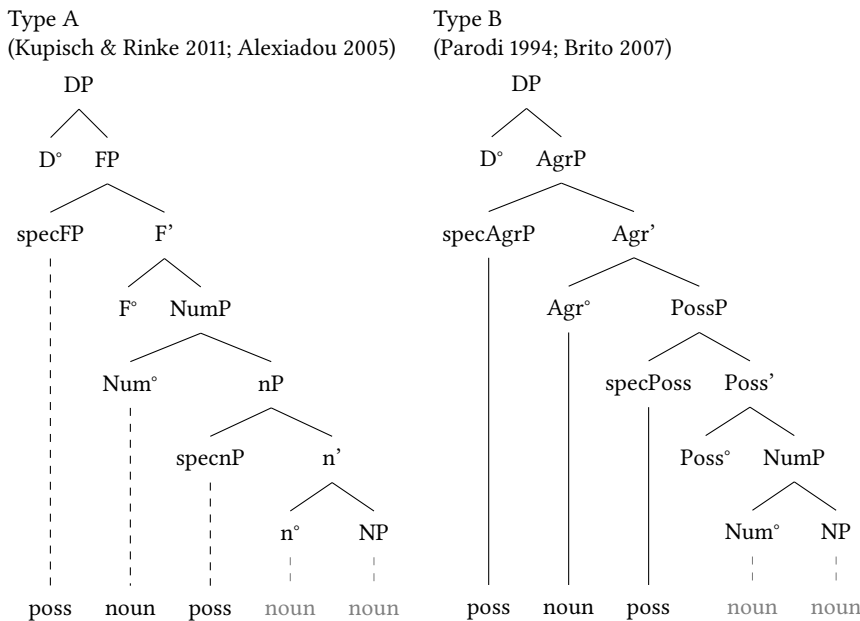 Type A
(Kupisch & Rinke 2011; Alexiadou 2005)
DP
D° FP
specFP F’
F° NumP
Num° nP
specnP n’
n° NP
poss noun poss noun noun
Type B
(Parodi 1994; Brito 2007)
DP
D° AgrP
specAgrP Agr’
Agr° PossP
specPoss Poss’
Poss° NumP
Num° NP
poss noun poss noun noun